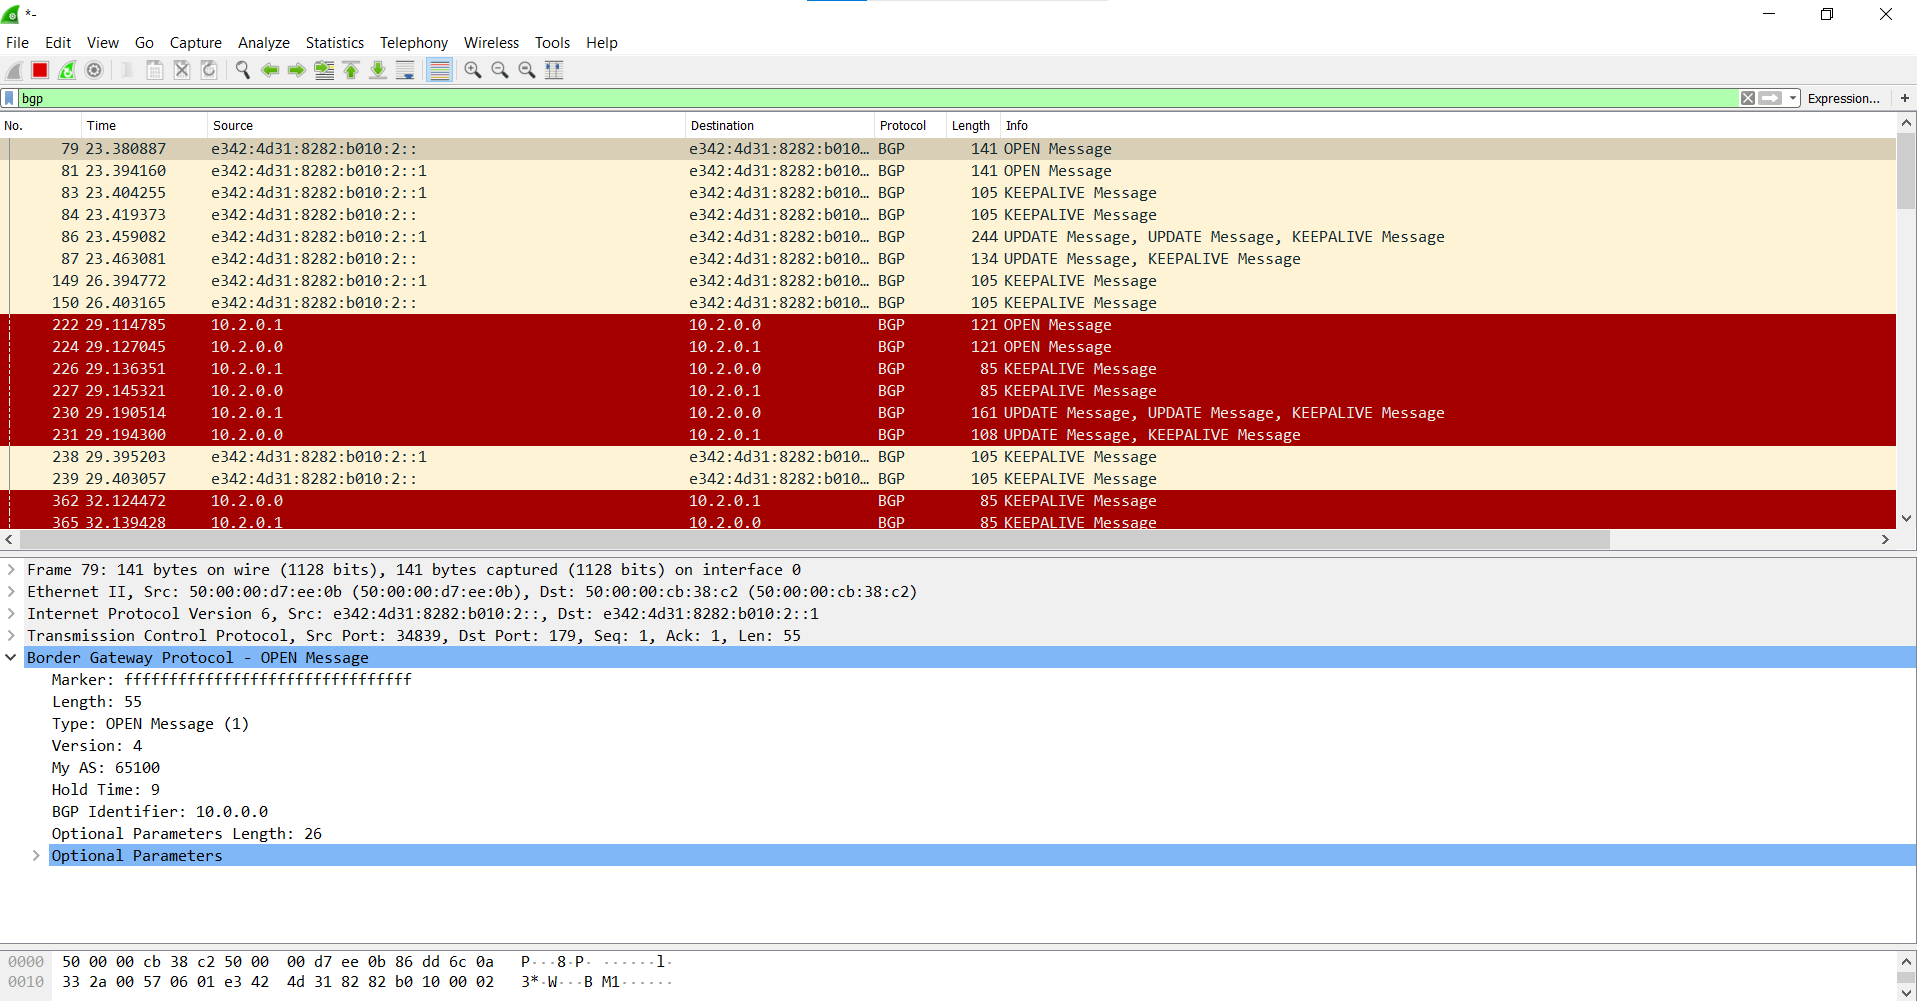 *-
File Edit View Go Capture Analyze Statistics Telephony Wireless Tools Help
bgp Expression... +
No. Time Source Destination Protocol Length Info
79 23.380887 e342:4d31:8282:b010:2:: e342:4d31:8282:b010… BGP 141 OPEN Message
81 23.394160 e342:4d31:8282:b010:2::1 e342:4d31:8282:b010… BGP 141 OPEN Message
83 23.404255 e342:4d31:8282:b010:2::1 e342:4d31:8282:b010… BGP 105 KEEPALIVE Message
84 23.419373 e342:4d31:8282:b010:2:: e342:4d31:8282:b010… BGP 105 KEEPALIVE Message
86 23.459082 e342:4d31:8282:b010:2::1 e342:4d31:8282:b010… BGP 244 UPDATE Message, UPDATE Message, KEEPALIVE Message
87 23.463081 e342:4d31:8282:b010:2:: e342:4d31:8282:b010… BGP 134 UPDATE Message, KEEPALIVE Message
149 26.394772 e342:4d31:8282:b010:2::1 e342:4d31:8282:b010… BGP 105 KEEPALIVE Message
150 26.403165 e342:4d31:8282:b010:2:: e342:4d31:8282:b010… BGP 105 KEEPALIVE Message
222 29.114785 10.2.0.1 10.2.0.0 BGP 121 OPEN Message
224 29.127045 10.2.0.0 10.2.0.1 BGP 121 OPEN Message
226 29.136351 10.2.0.1 10.2.0.0 BGP 85 KEEPALIVE Message
227 29.145321 10.2.0.0 10.2.0.1 BGP 85 KEEPALIVE Message
230 29.190514 10.2.0.1 10.2.0.0 BGP 161 UPDATE Message, UPDATE Message, KEEPALIVE Message
231 29.194300 10.2.0.0 10.2.0.1 BGP 108 UPDATE Message, KEEPALIVE Message
238 29.395203 e342:4d31:8282:b010:2::1 e342:4d31:8282:b010… BGP 105 KEEPALIVE Message
239 29.403057 e342:4d31:8282:b010:2:: e342:4d31:8282:b010… BGP 105 KEEPALIVE Message
362 32.124472 10.2.0.0 10.2.0.1 BGP 85 KEEPALIVE Message
365 32.139428 10.2.0.1 10.2.0.0 BGP 85 KEEPALIVE Message
Frame 79: 141 bytes on wire (1128 bits), 141 bytes captured (1128 bits) on interface 0
Ethernet II, Src: 50:00:00:d7:ee:0b (50:00:00:d7:ee:0b), Dst: 50:00:00:cb:38:c2 (50:00:00:cb:38:c2)
Internet Protocol Version 6, Src: e342:4d31:8282:b010:2::, Dst: e342:4d31:8282:b010:2::1
Transmission Control Protocol, Src Port: 34839, Dst Port: 179, Seq: 1, Ack: 1, Len: 55
Border Gateway Protocol - OPEN Message
Marker: ffffffffffffffffffffffffffffffff
Length: 55
Type: OPEN Message (1)
Version: 4
My AS: 65100
Hold Time: 9
BGP Identifier: 10.0.0.0
Optional Parameters Length: 26
Optional Parameters
0000 50 00 00 cb 38 c2 50 00 00 d7 ee 0b 86 dd 6c 0a P···8·P· ······l·
0010 33 2a 00 57 06 01 e3 42 4d 31 82 82 b0 10 00 02 3*·W···B M1······